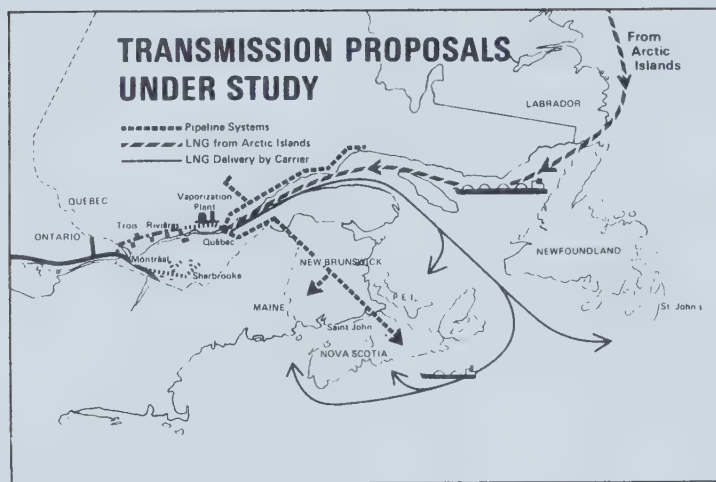 TRANSMISSION PROPOSALS
UNDER STUDY
From
Arctic
Islands
LABRADOR
Pipeline Systems
LNG from Arctic Islands
LNG Delivery by Carrier
Vaporization
Plant
QUÉBEC
Trois Rivières
ONTARIO
Québec
Montréal
Sherbrooke
NEWFOUNDLAND
NEW BRUNSWICK
P.E.I.
MAINE
St. John's
Saint John
NOVA SCOTIA